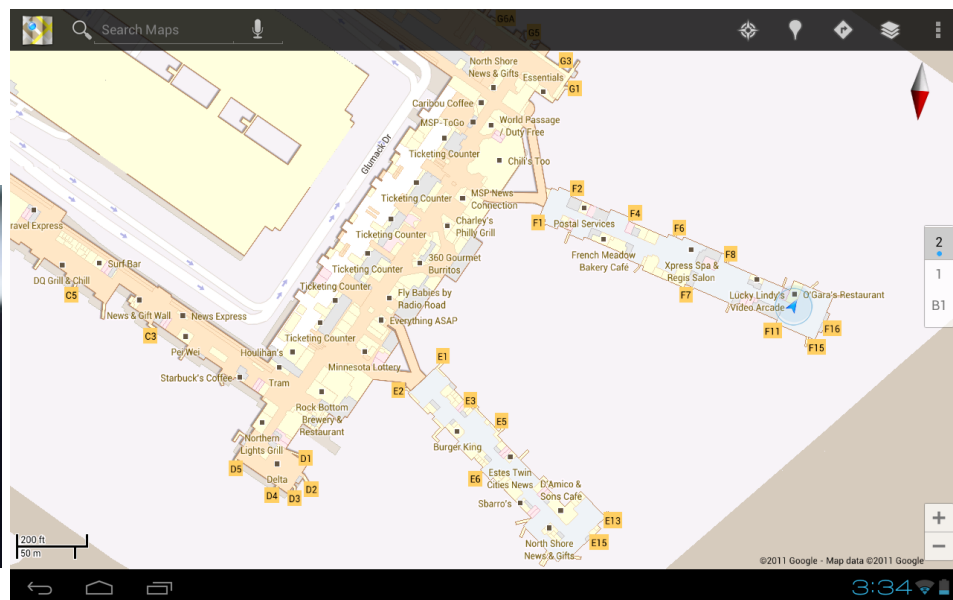 Search Maps
G6A
G5
G3
G1
North Shore
News & Gifts
Essentials
Caribou Coffee
MSP-ToGo
World Passage
/ Duty Free
Glumack Dr
Ticketing Counter
Chili's Too
Ticketing Counter
MSP News
Connection
Charley's
Philly Grill
Ticketing Counter
360 Gourmet
Burritos
Ticketing Counter
Ticketing Counter
Fly Babies by
Radio Road
Everything ASAP
Ticketing Counter
Minnesota Lottery
F2
F1
Postal Services
F4
F6
French Meadow
Bakery Café
F8
Xpress Spa &
Regis Salon
F7
Lucky Lindy's
Video Arcade
O'Gara's Restaurant
F11
F16
F15
ravel Express
Surf Bar
DQ Grill & Chill
C5
News & Gift Wall
News Express
C3
Pei Wei
Houlihan's
Starbuck's Coffee
Tram
Rock Bottom
Brewery &
Restaurant
Northern
Lights Grill
D5
D1
Delta
D2
D4
D3
E1
E2
E3
E5
Burger King
E6
Estes Twin
Cities News
D'Amico &
Sons Café
Sbarro's
E13
E15
North Shore
News & Gifts
2
1
B1
+
−
200 ft
50 m
©2011 Google - Map data ©2011 Google
3:34